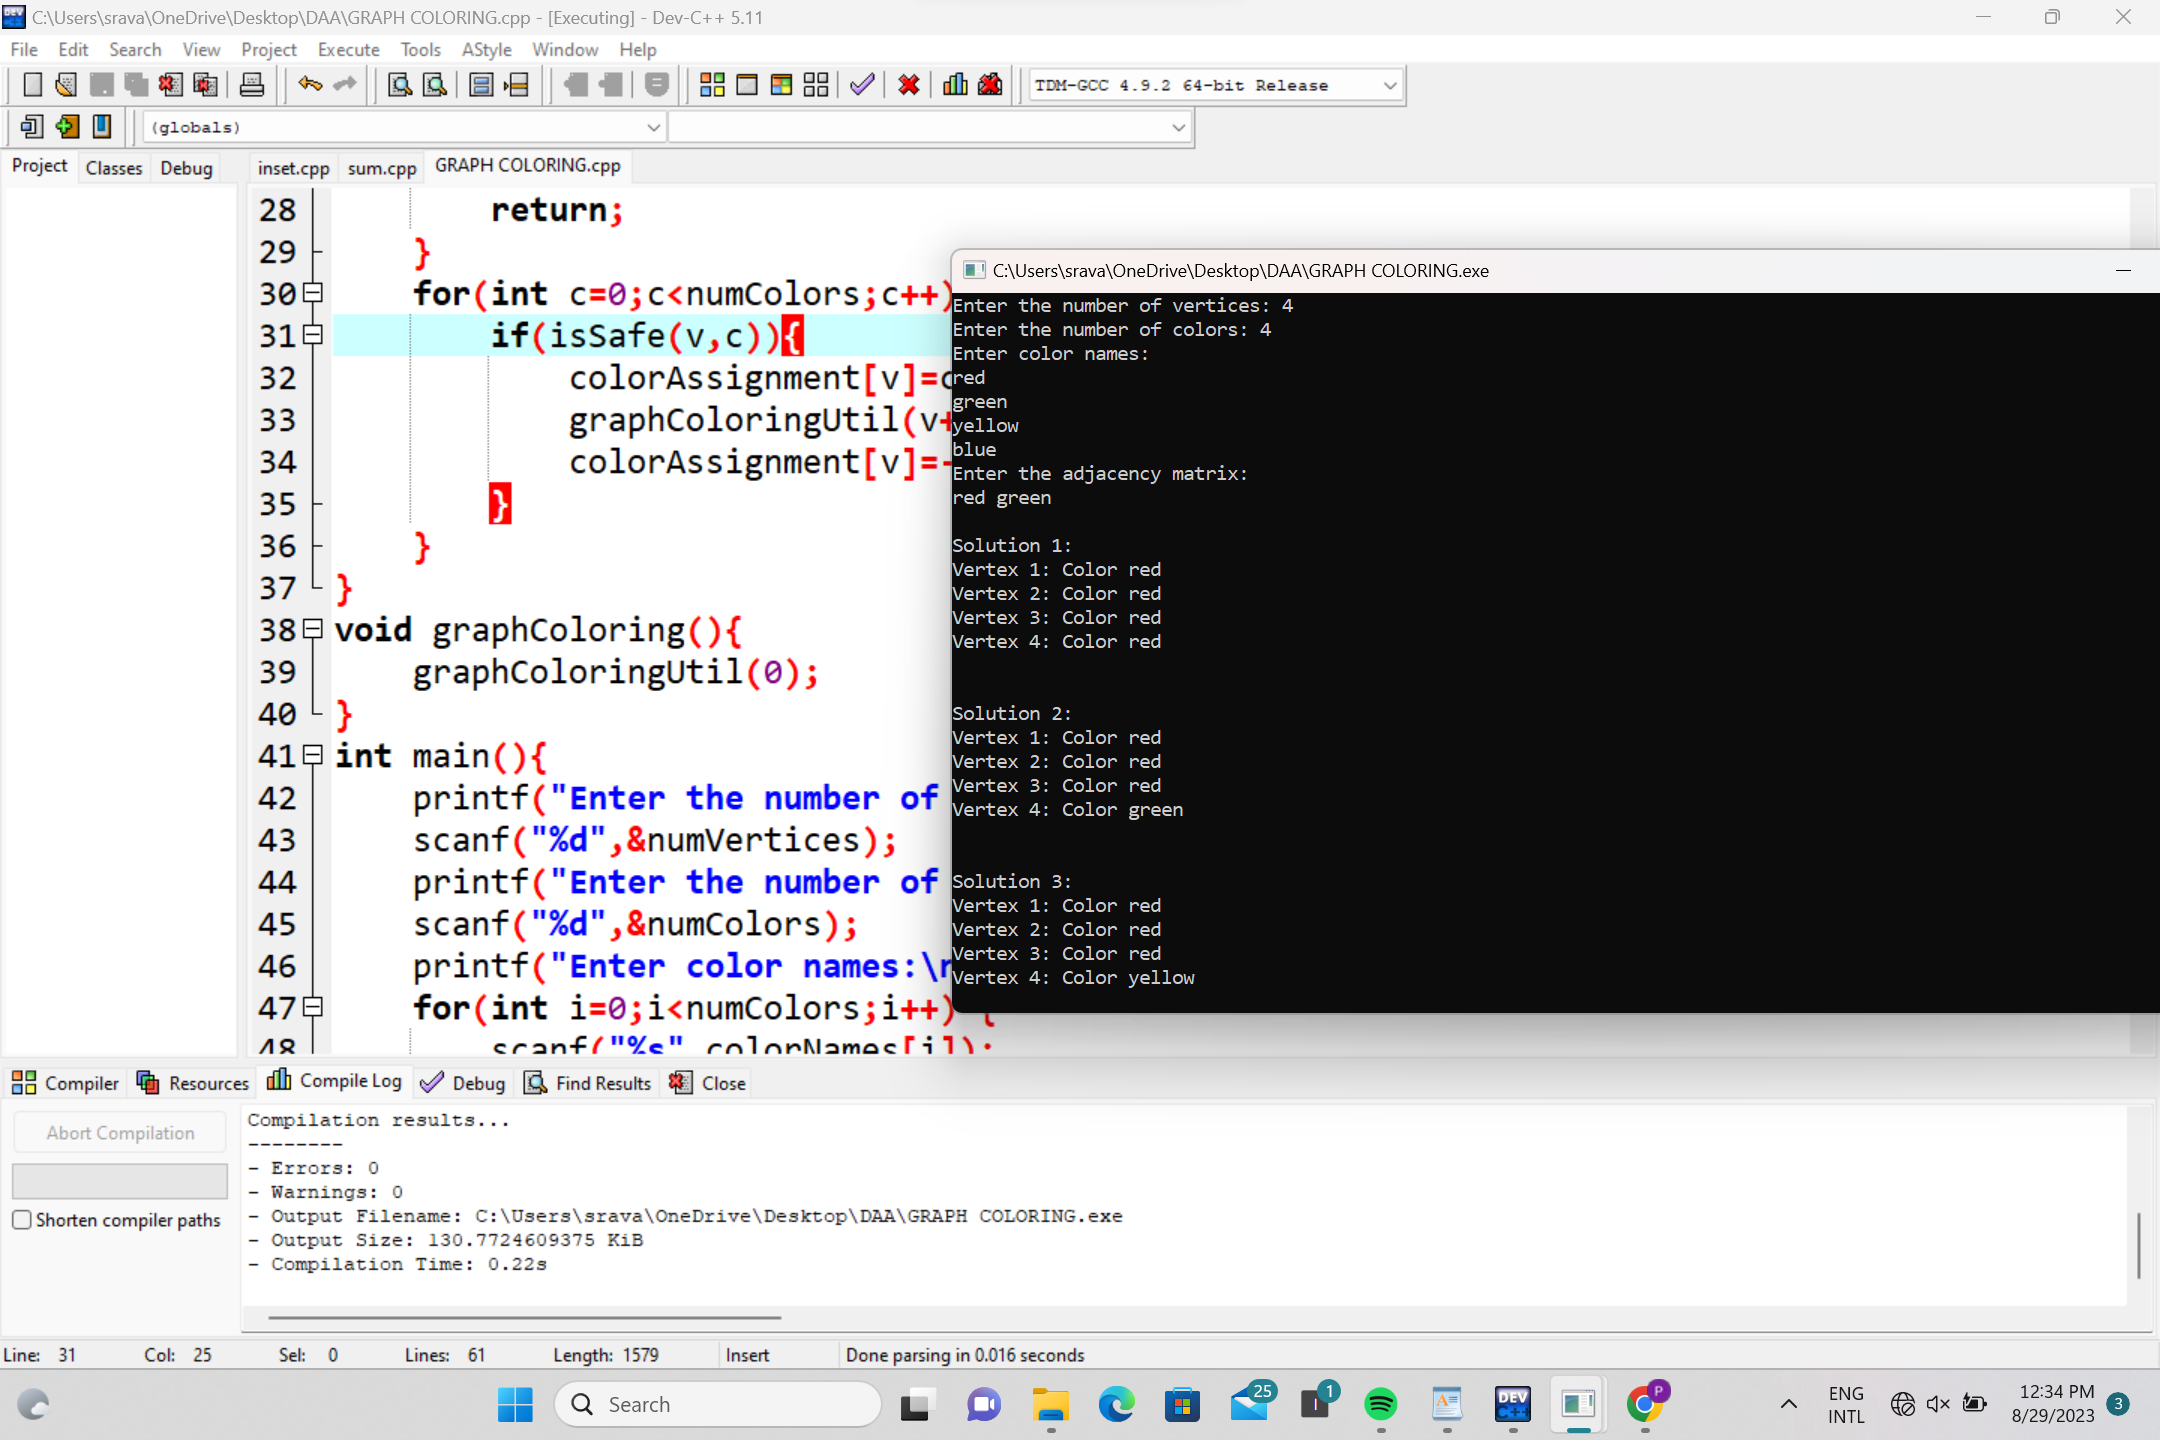 C:\Users\srava\OneDrive\Desktop\DAA\GRAPH COLORING.cpp - [Executing] - Dev-C++ 5.11
File Edit Search View Project Execute Tools AStyle Window Help
TDM-GCC 4.9.2 64-bit Release
(globals)
Project Classes Debug
inset.cpp sum.cpp GRAPH COLORING.cpp
28 return;
29 }
30 for(int c=0;c<numColors;c++)
31 if(isSafe(v,c)){
32 colorAssignment[v]=
33 graphColoringUtil(v+
34 colorAssignment[v]=-
35 }
36 }
37 }
38 void graphColoring(){
39 graphColoringUtil(0);
40 }
41 int main(){
42 printf("Enter the number of
43 scanf("%d",&numVertices);
44 printf("Enter the number of
45 scanf("%d",&numColors);
46 printf("Enter color names:\n
47 for(int i=0;i<numColors;i++) {
48 scanf("%s",colorNames[i]);
C:\Users\srava\OneDrive\Desktop\DAA\GRAPH COLORING.exe
Enter the number of vertices: 4
Enter the number of colors: 4
Enter color names:
red
green
yellow
blue
Enter the adjacency matrix:
red green
Solution 1:
Vertex 1: Color red
Vertex 2: Color red
Vertex 3: Color red
Vertex 4: Color red
Solution 2:
Vertex 1: Color red
Vertex 2: Color red
Vertex 3: Color red
Vertex 4: Color green
Solution 3:
Vertex 1: Color red
Vertex 2: Color red
Vertex 3: Color red
Vertex 4: Color yellow
Compiler Resources Compile Log Debug Find Results Close
Abort Compilation
Shorten compiler paths
Compilation results...
--------
- Errors: 0
- Warnings: 0
- Output Filename: C:\Users\srava\OneDrive\Desktop\DAA\GRAPH COLORING.exe
- Output Size: 130.7724609375 KiB
- Compilation Time: 0.22s
Line: 31 Col: 25 Sel: 0 Lines: 61 Length: 1579 Insert Done parsing in 0.016 seconds
Search
25
1
DEV C++
P
ENG
INTL
12:34 PM
8/29/2023
3